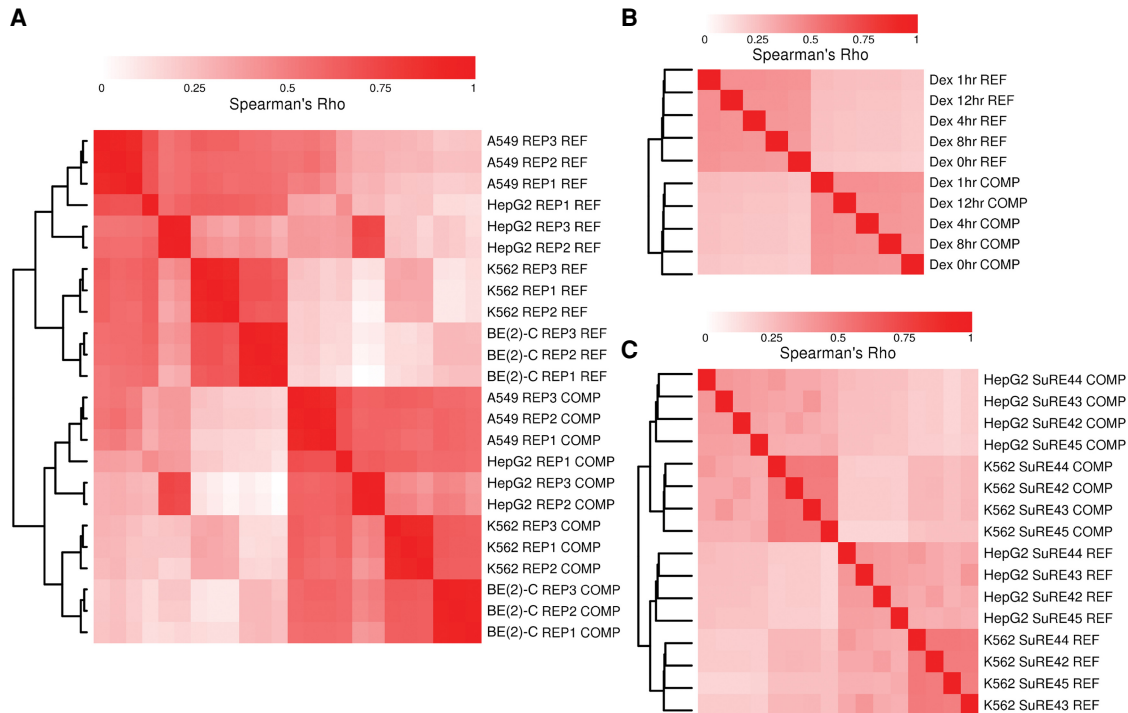 A
0 0.25 0.5 0.75 1
Spearman's Rho
A549 REP3 REF
A549 REP2 REF
A549 REP1 REF
HepG2 REP1 REF
HepG2 REP3 REF
HepG2 REP2 REF
K562 REP3 REF
K562 REP1 REF
K562 REP2 REF
BE(2)-C REP3 REF
BE(2)-C REP2 REF
BE(2)-C REP1 REF
A549 REP3 COMP
A549 REP2 COMP
A549 REP1 COMP
HepG2 REP1 COMP
HepG2 REP3 COMP
HepG2 REP2 COMP
K562 REP3 COMP
K562 REP1 COMP
K562 REP2 COMP
BE(2)-C REP3 COMP
BE(2)-C REP2 COMP
BE(2)-C REP1 COMP
B
0 0.25 0.5 0.75 1
Spearman's Rho
Dex 1hr REF
Dex 12hr REF
Dex 4hr REF
Dex 8hr REF
Dex 0hr REF
Dex 1hr COMP
Dex 12hr COMP
Dex 4hr COMP
Dex 8hr COMP
Dex 0hr COMP
C
0 0.25 0.5 0.75 1
Spearman's Rho
HepG2 SuRE44 COMP
HepG2 SuRE43 COMP
HepG2 SuRE42 COMP
HepG2 SuRE45 COMP
K562 SuRE44 COMP
K562 SuRE42 COMP
K562 SuRE43 COMP
K562 SuRE45 COMP
HepG2 SuRE44 REF
HepG2 SuRE43 REF
HepG2 SuRE42 REF
HepG2 SuRE45 REF
K562 SuRE44 REF
K562 SuRE42 REF
K562 SuRE45 REF
K562 SuRE43 REF